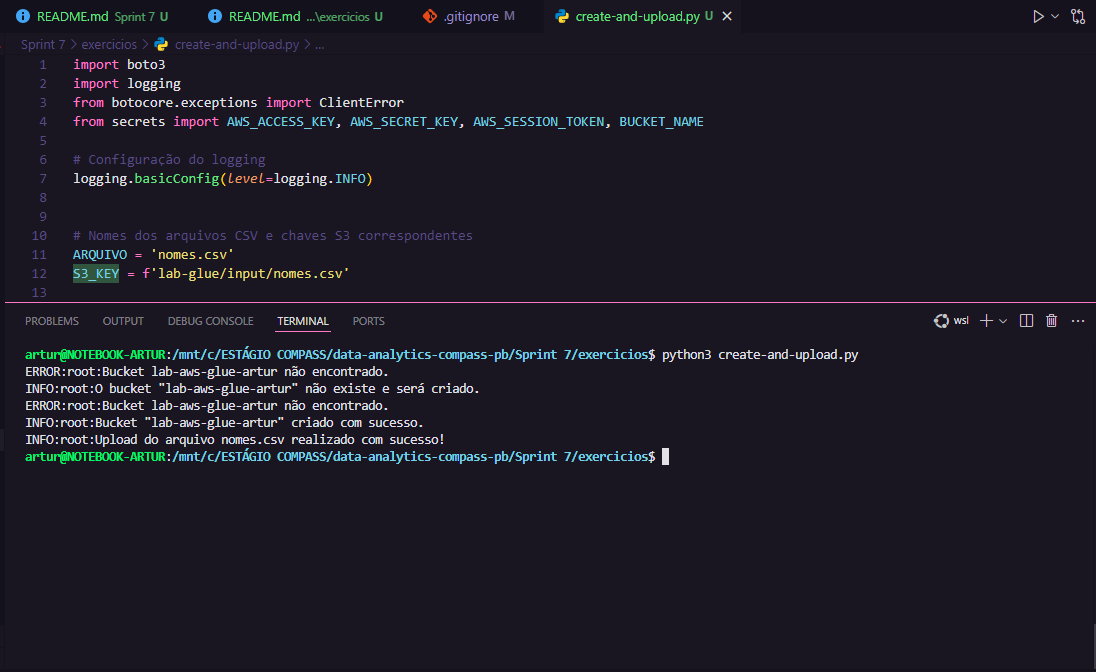 README.md Sprint 7 U README.md ...\exercicios U .gitignore M create-and-upload.py U
Sprint 7 > exercicios > create-and-upload.py > ...
1 import boto3
2 import logging
3 from botocore.exceptions import ClientError
4 from secrets import AWS_ACCESS_KEY, AWS_SECRET_KEY, AWS_SESSION_TOKEN, BUCKET_NAME
5
6 # Configuração do logging
7 logging.basicConfig(level=logging.INFO)
8
9
10 # Nomes dos arquivos CSV e chaves S3 correspondentes
11 ARQUIVO = 'nomes.csv'
12 S3_KEY = f'lab-glue/input/nomes.csv'
13
PROBLEMS OUTPUT DEBUG CONSOLE TERMINAL PORTS wsl
artur@NOTEBOOK-ARTUR:/mnt/c/ESTÁGIO COMPASS/data-analytics-compass-pb/Sprint 7/exercicios$ python3 create-and-upload.py
ERROR:root:Bucket lab-aws-glue-artur não encontrado.
INFO:root:O bucket "lab-aws-glue-artur" não existe e será criado.
ERROR:root:Bucket lab-aws-glue-artur não encontrado.
INFO:root:Bucket "lab-aws-glue-artur" criado com sucesso.
INFO:root:Upload do arquivo nomes.csv realizado com sucesso!
artur@NOTEBOOK-ARTUR:/mnt/c/ESTÁGIO COMPASS/data-analytics-compass-pb/Sprint 7/exercicios$